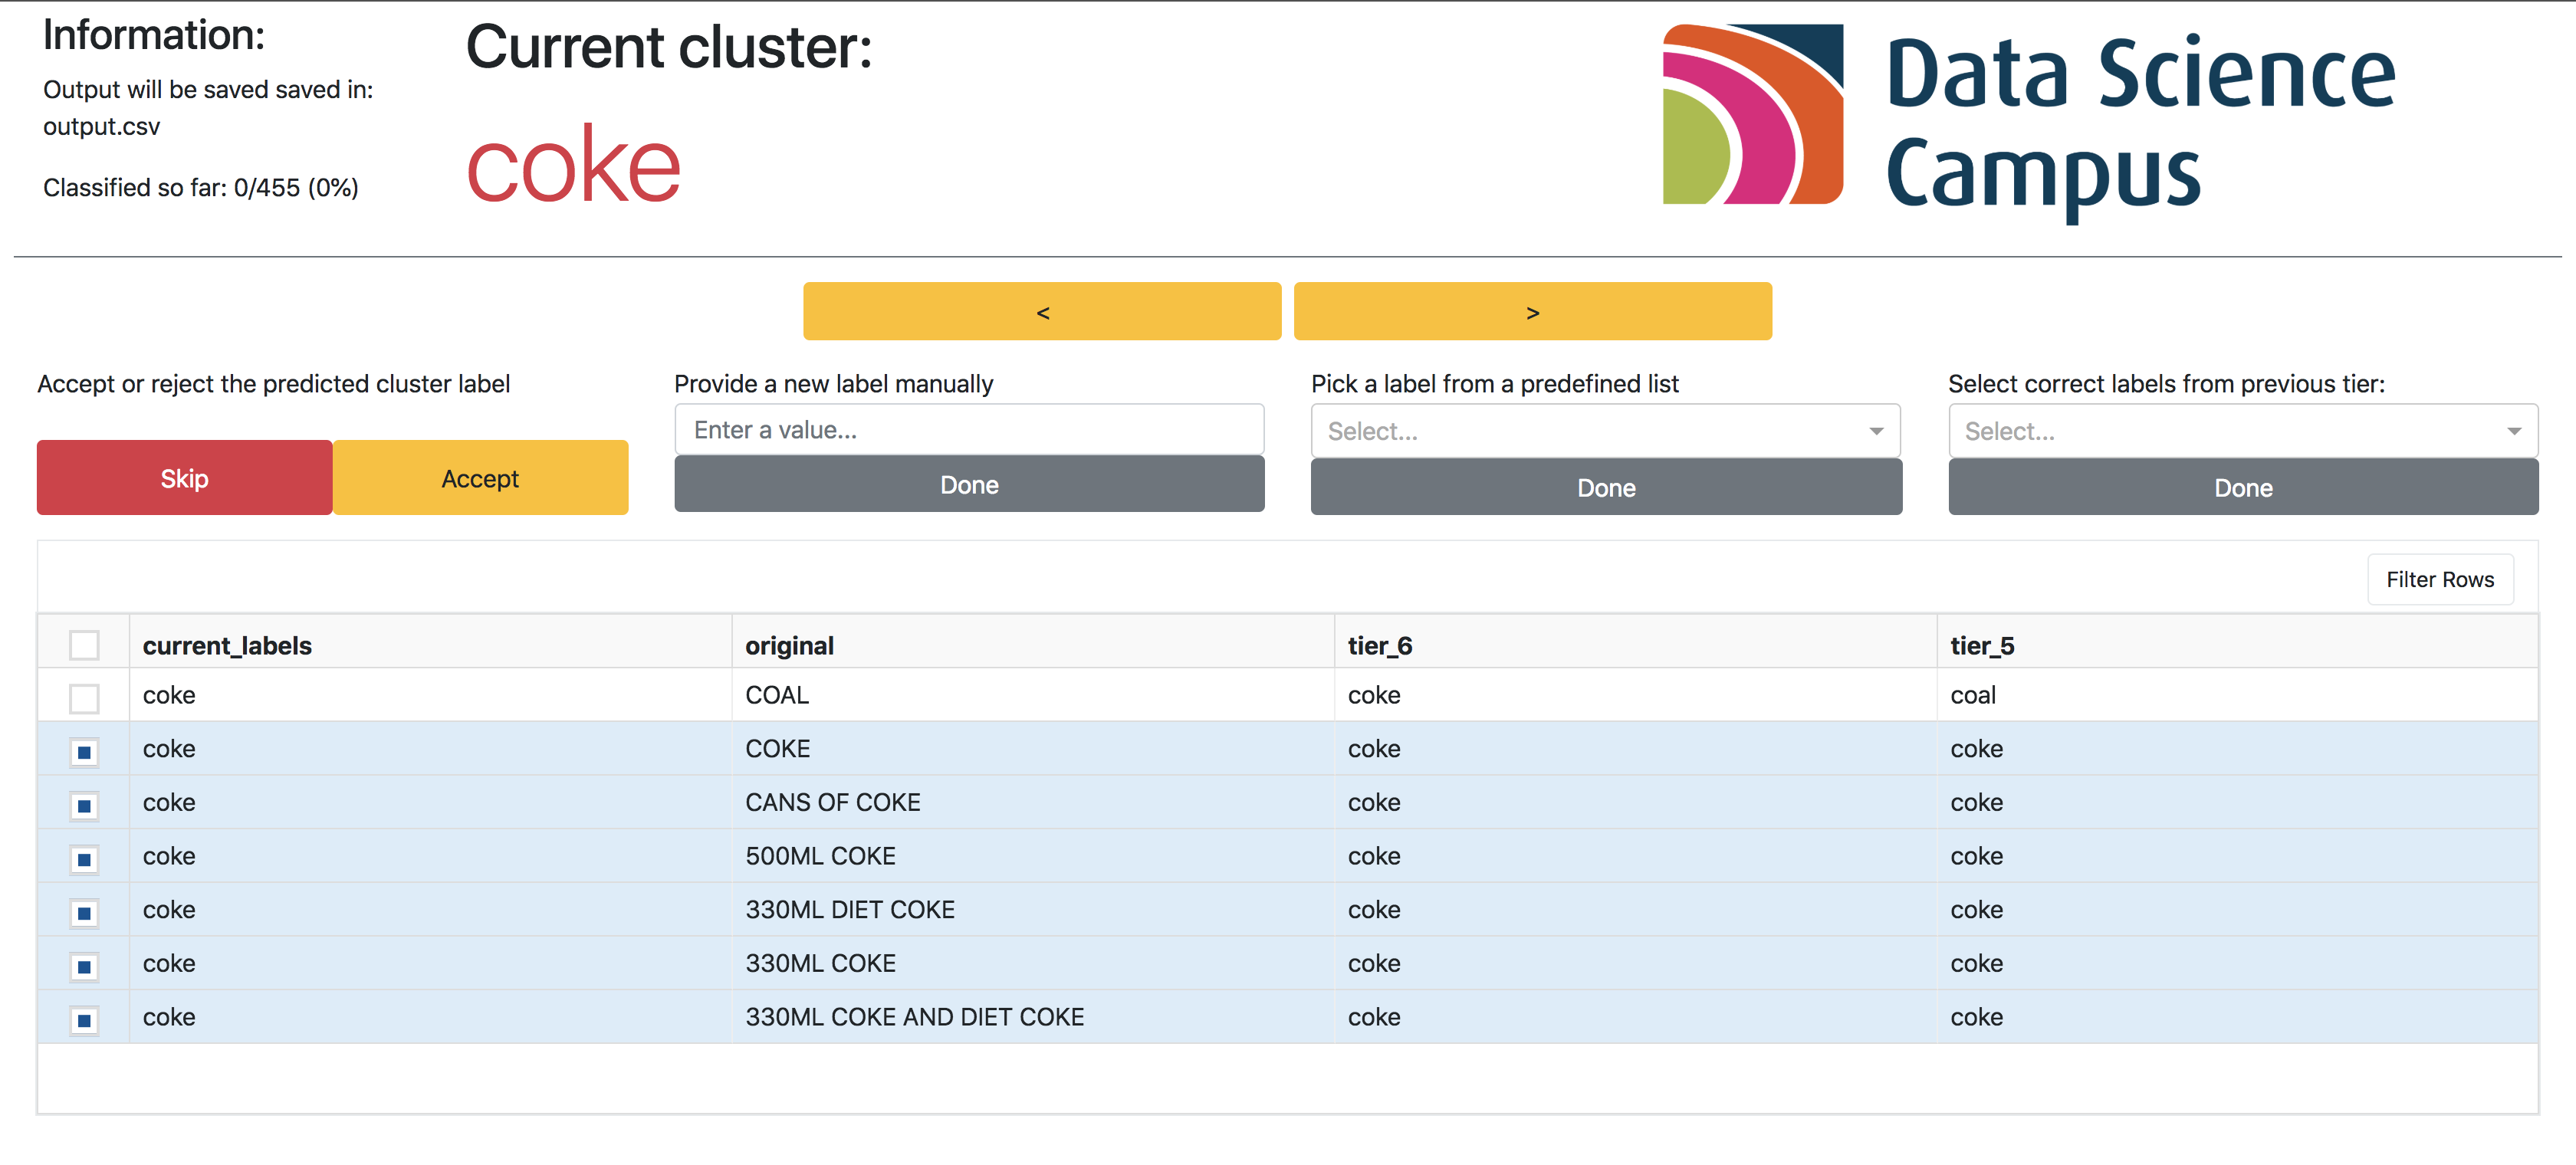 Information:
Output will be saved saved in:
output.csv
Classified so far: 0/455 (0%)
Current cluster:
coke
Data Science
Campus
< >
Accept or reject the predicted cluster label
Skip Accept
Provide a new label manually
Enter a value...
Done
Pick a label from a predefined list
Select...
Done
Select correct labels from previous tier:
Select...
Done
Filter Rows
current_labels original tier_6 tier_5
coke COAL coke coal
coke COKE coke coke
coke CANS OF COKE coke coke
coke 500ML COKE coke coke
coke 330ML DIET COKE coke coke
coke 330ML COKE coke coke
coke 330ML COKE AND DIET COKE coke coke